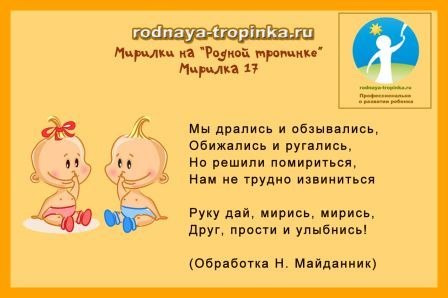 rodnaya-tropinka.ru
Мирилки на "Родной тропинке"
Мирилка 17
rodnaya-tropinka.ru
Профессионально
о развитии ребенка
Мы дрались и обзывались,
Обижались и ругались,
Но решили помириться,
Нам не трудно извиниться
Руку дай, мирись, мирись,
Друг, прости и улыбнись!
(Обработка Н. Майданник)